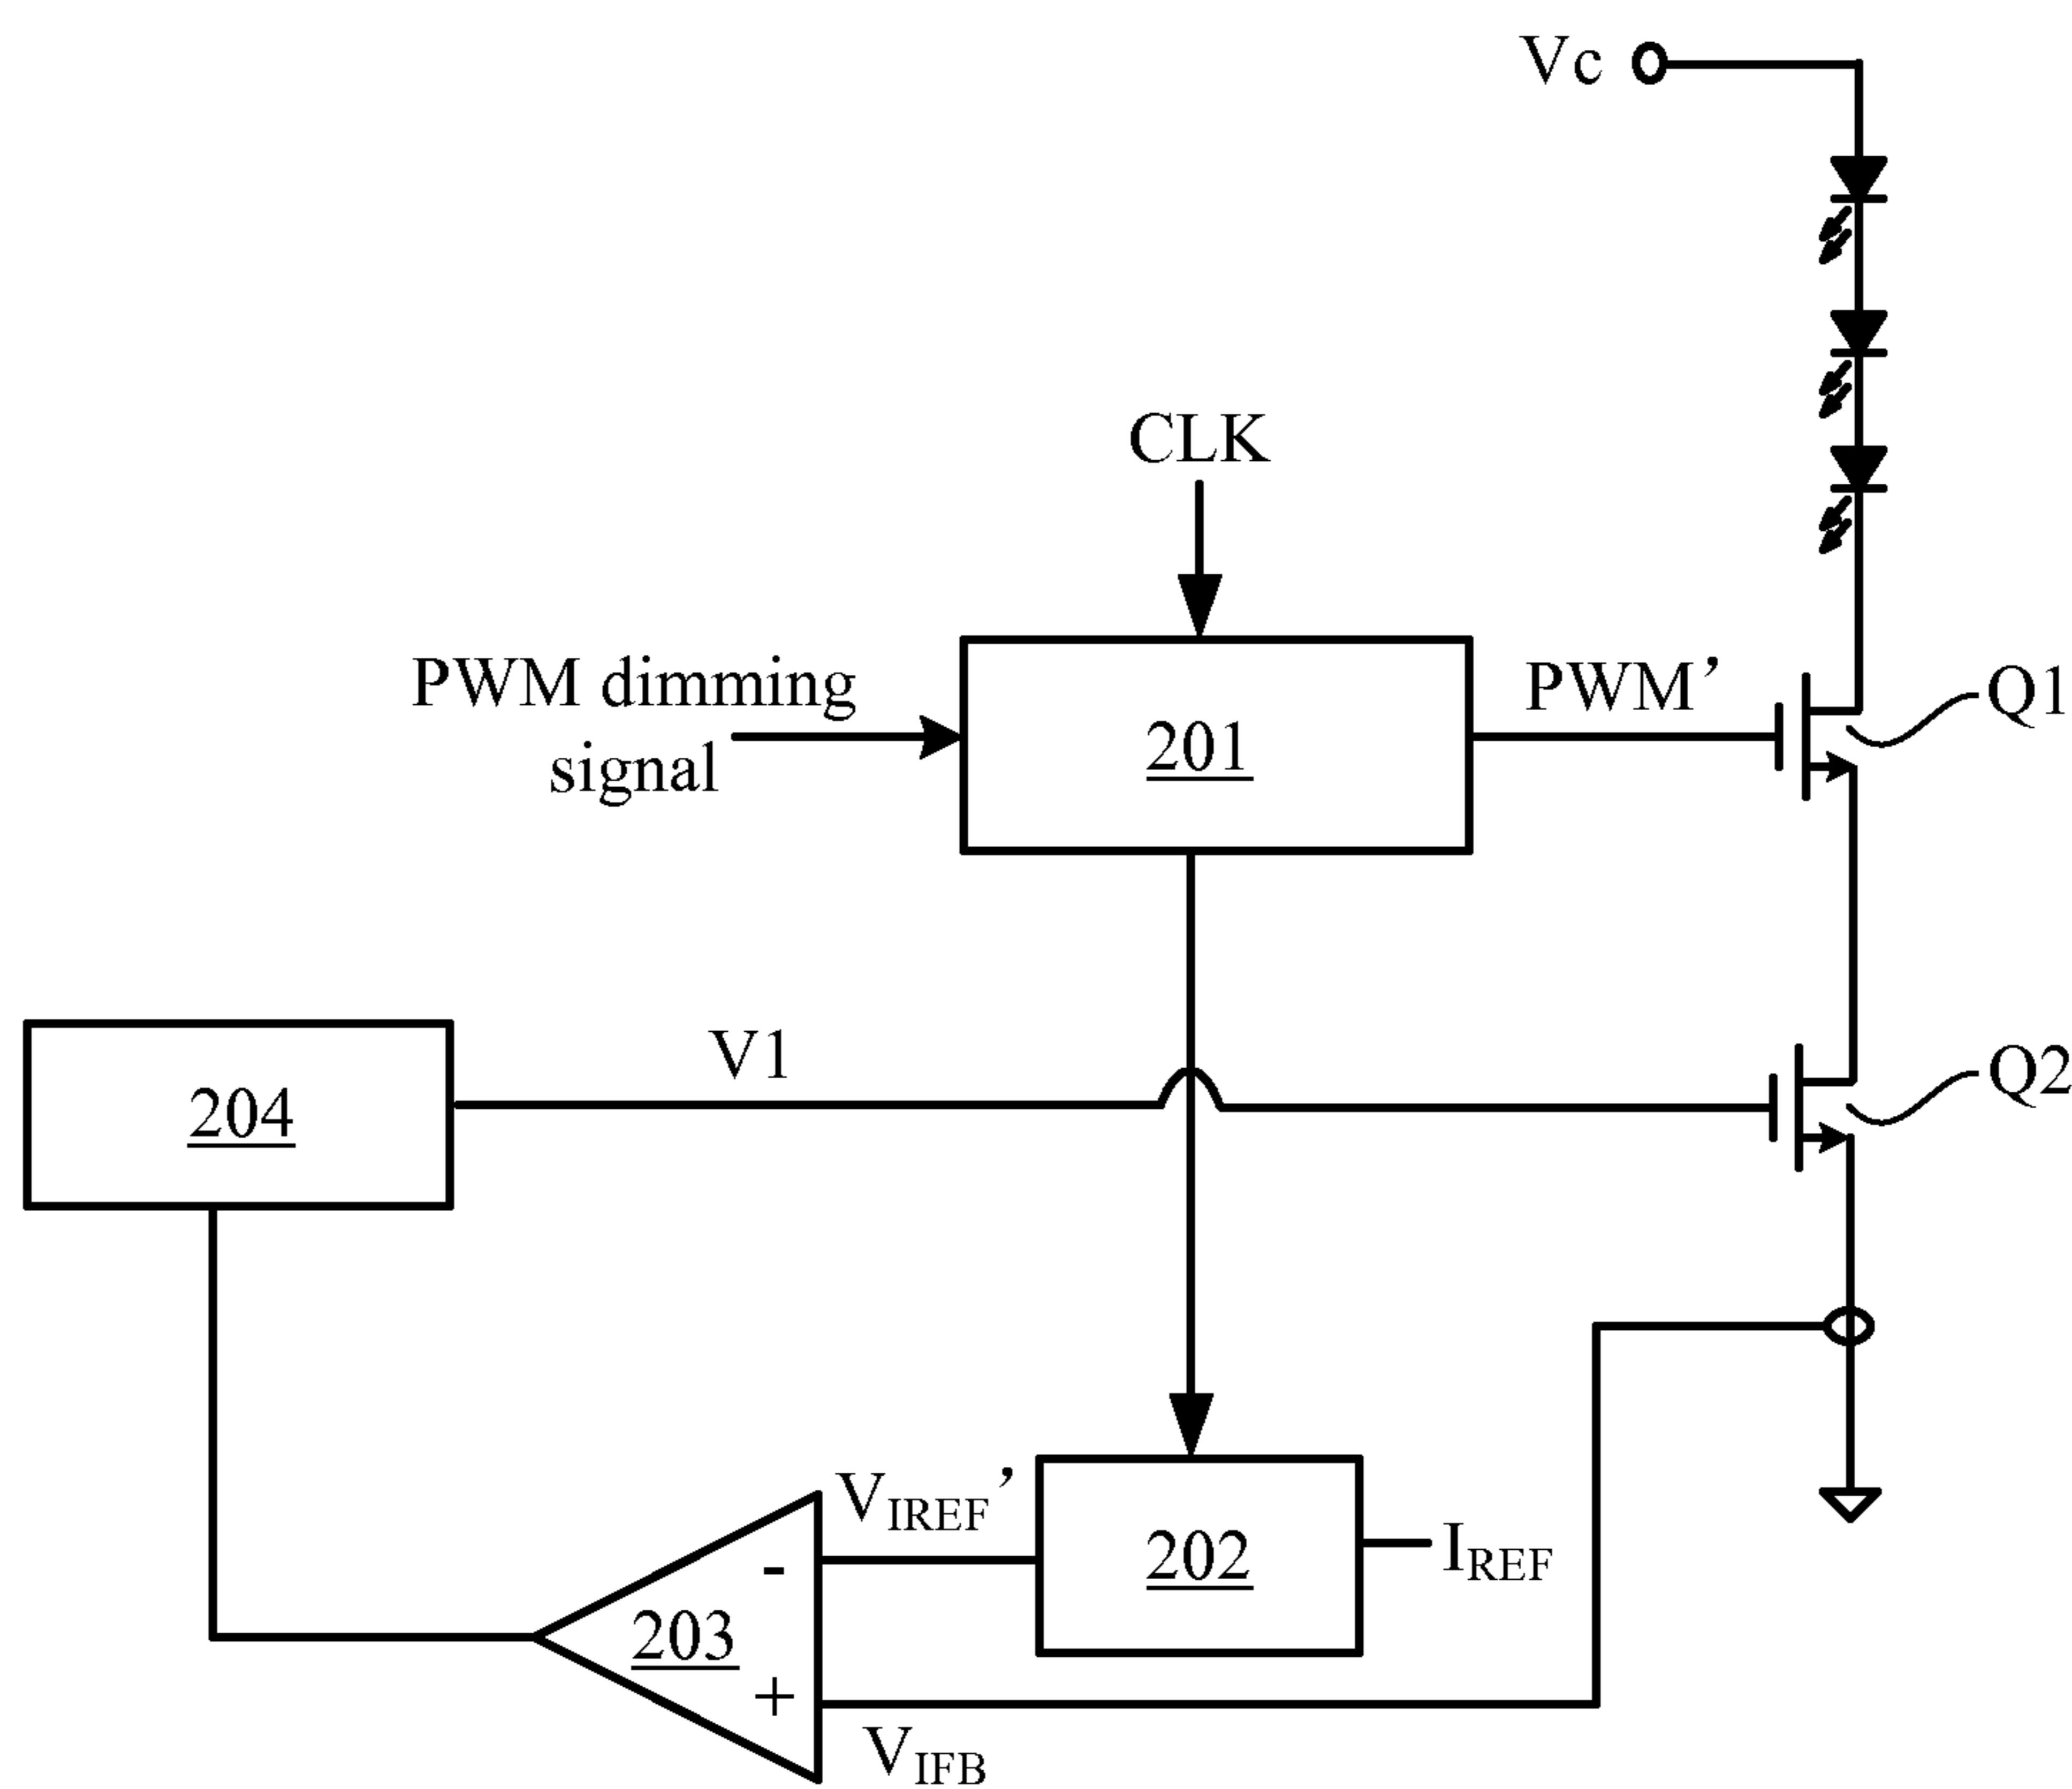 Vc
CLK
PWM dimming
signal
201
PWM’
Q1
204
V1
Q2
VIREF’
202
IREF
-
203
+
VIFB